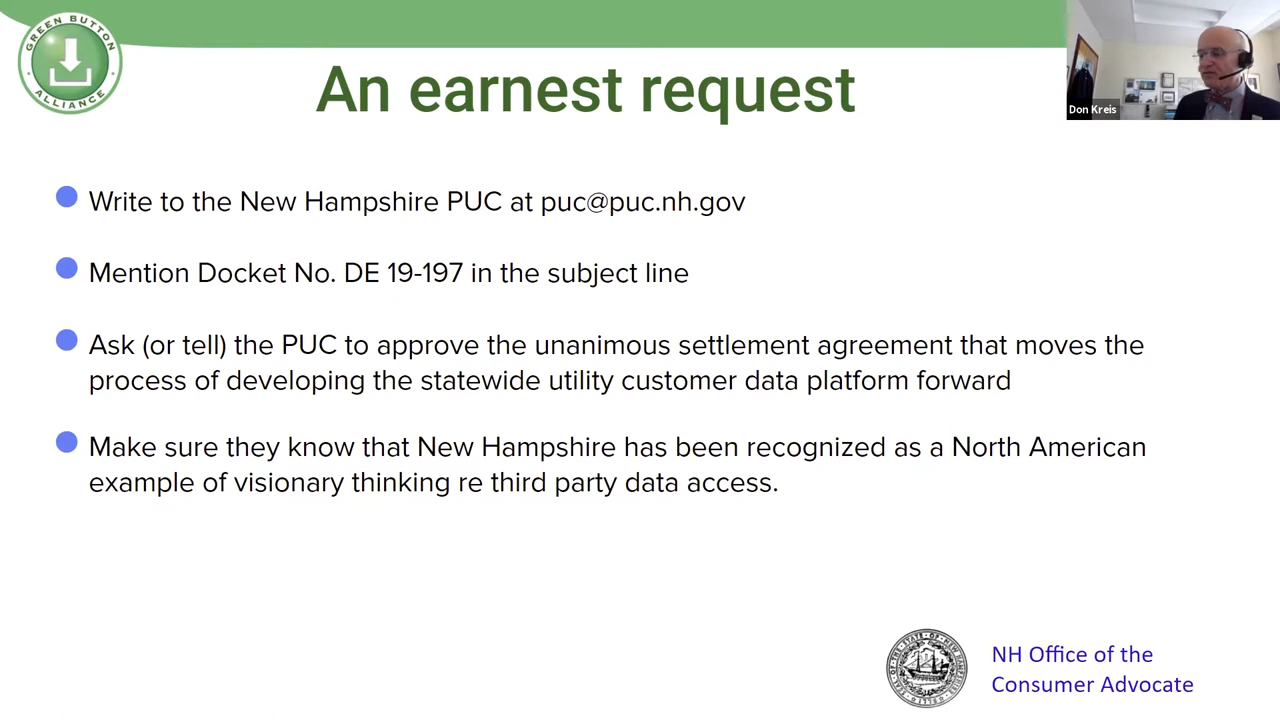 GREEN BUTTON
ALLIANCE
An earnest request
Don Kreis
Write to the New Hampshire PUC at puc@puc.nh.gov
Mention Docket No. DE 19-197 in the subject line
Ask (or tell) the PUC to approve the unanimous settlement agreement that moves the
process of developing the statewide utility customer data platform forward
Make sure they know that New Hampshire has been recognized as a North American
example of visionary thinking re third party data access.
NH Office of the
Consumer Advocate